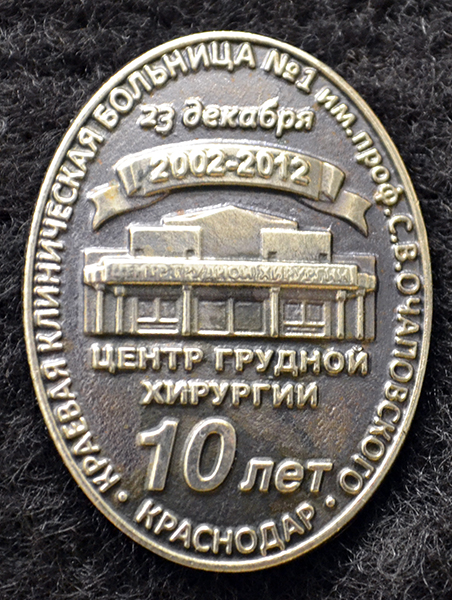 КРАЕВАЯ КЛИНИЧЕСКАЯ БОЛЬНИЦА №1 им. проф. С.В.ОЧАПОВСКОГО
23 декабря
2002-2012
ЦЕНТР ГРУДНОЙ ХИРУРГИИ
ЦЕНТР ГРУДНОЙ
ХИРУРГИИ
10 лет
• КРАСНОДАР •